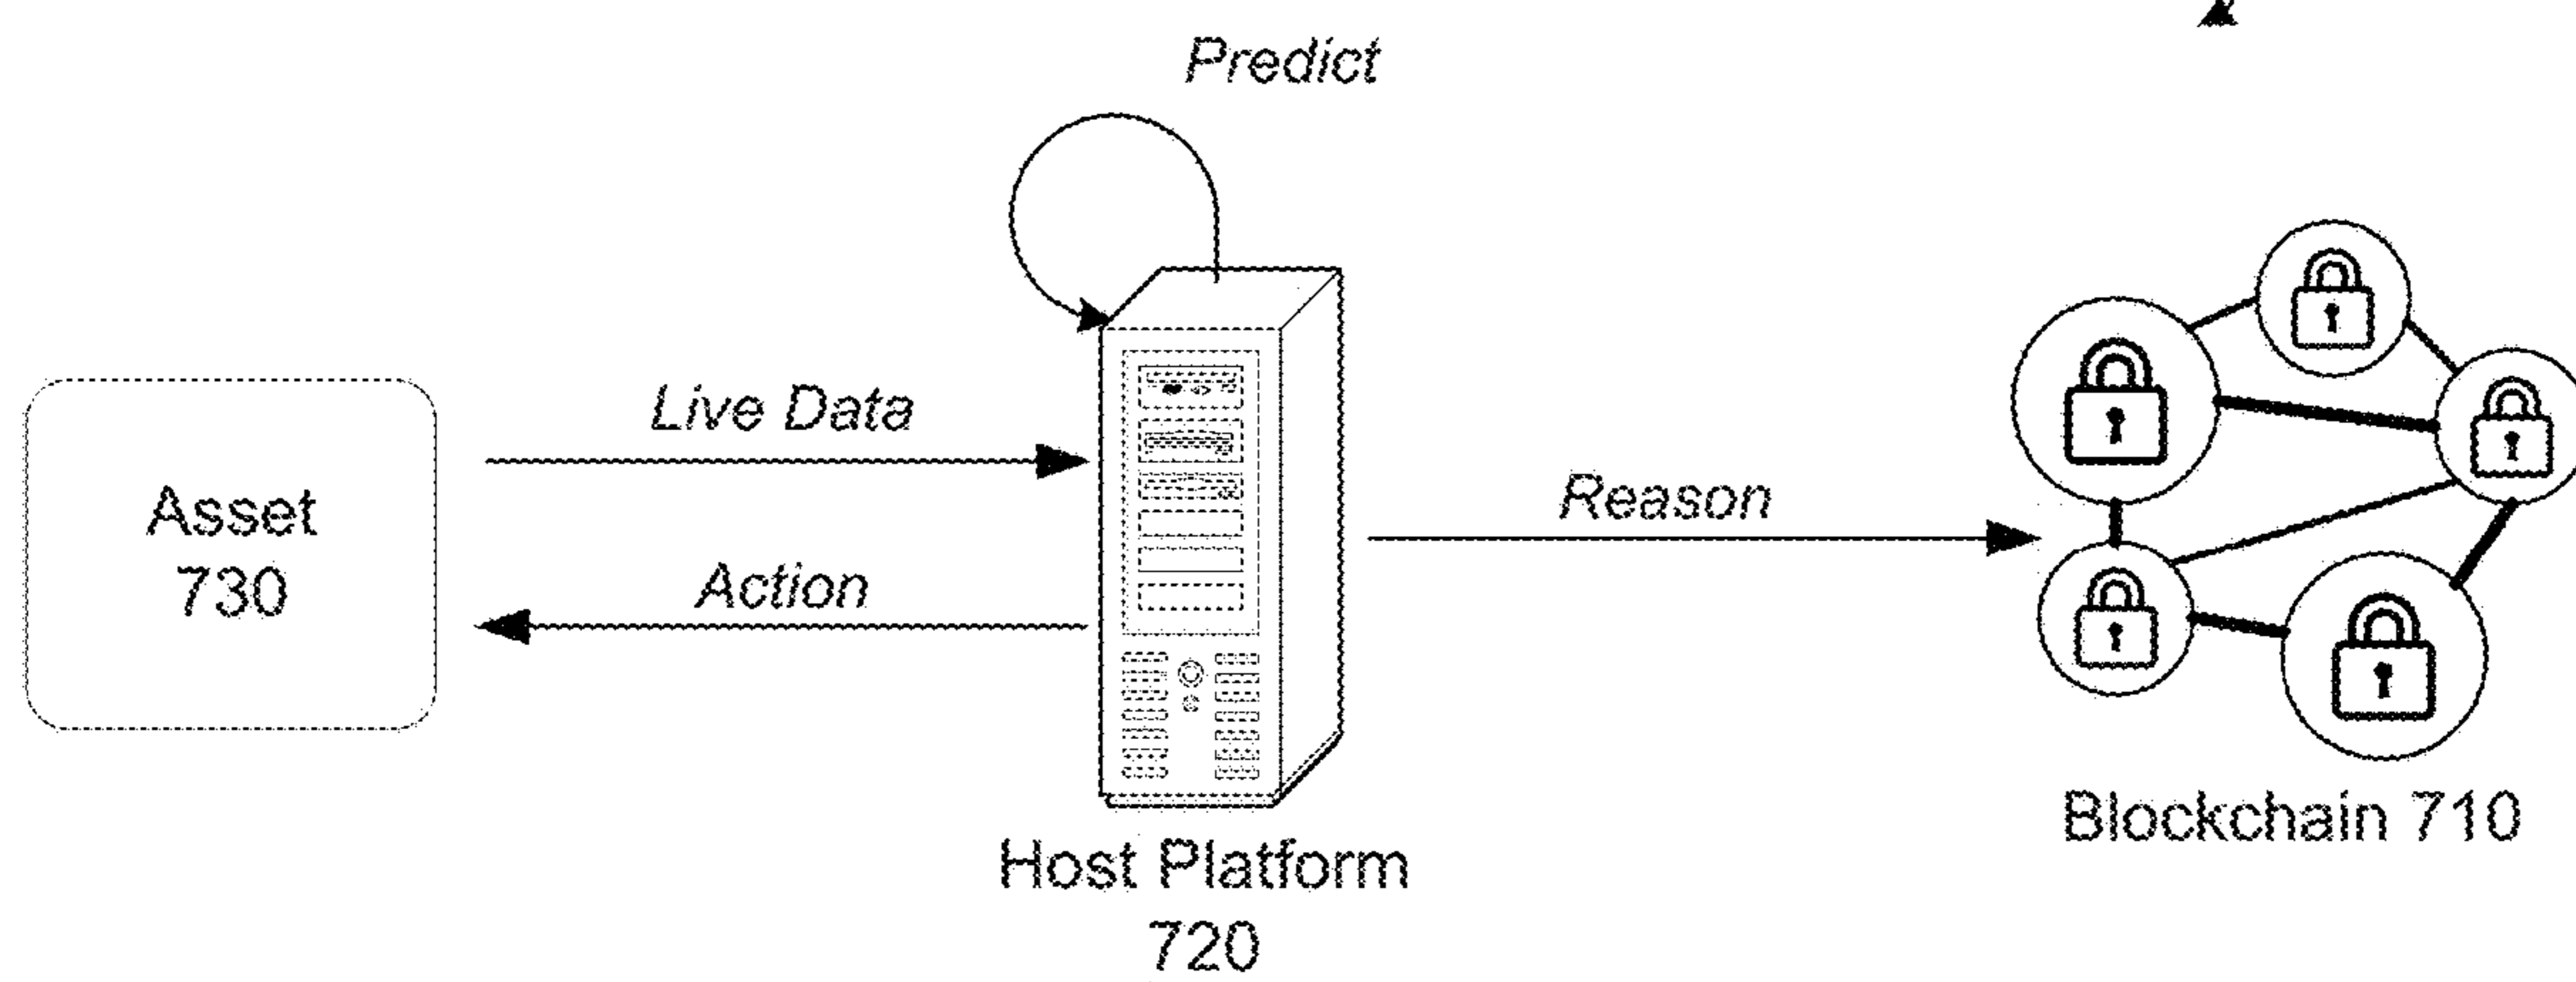 Predict
Live Data
Asset
730
Action
Reason
Host Platform
720
Blockchain 710